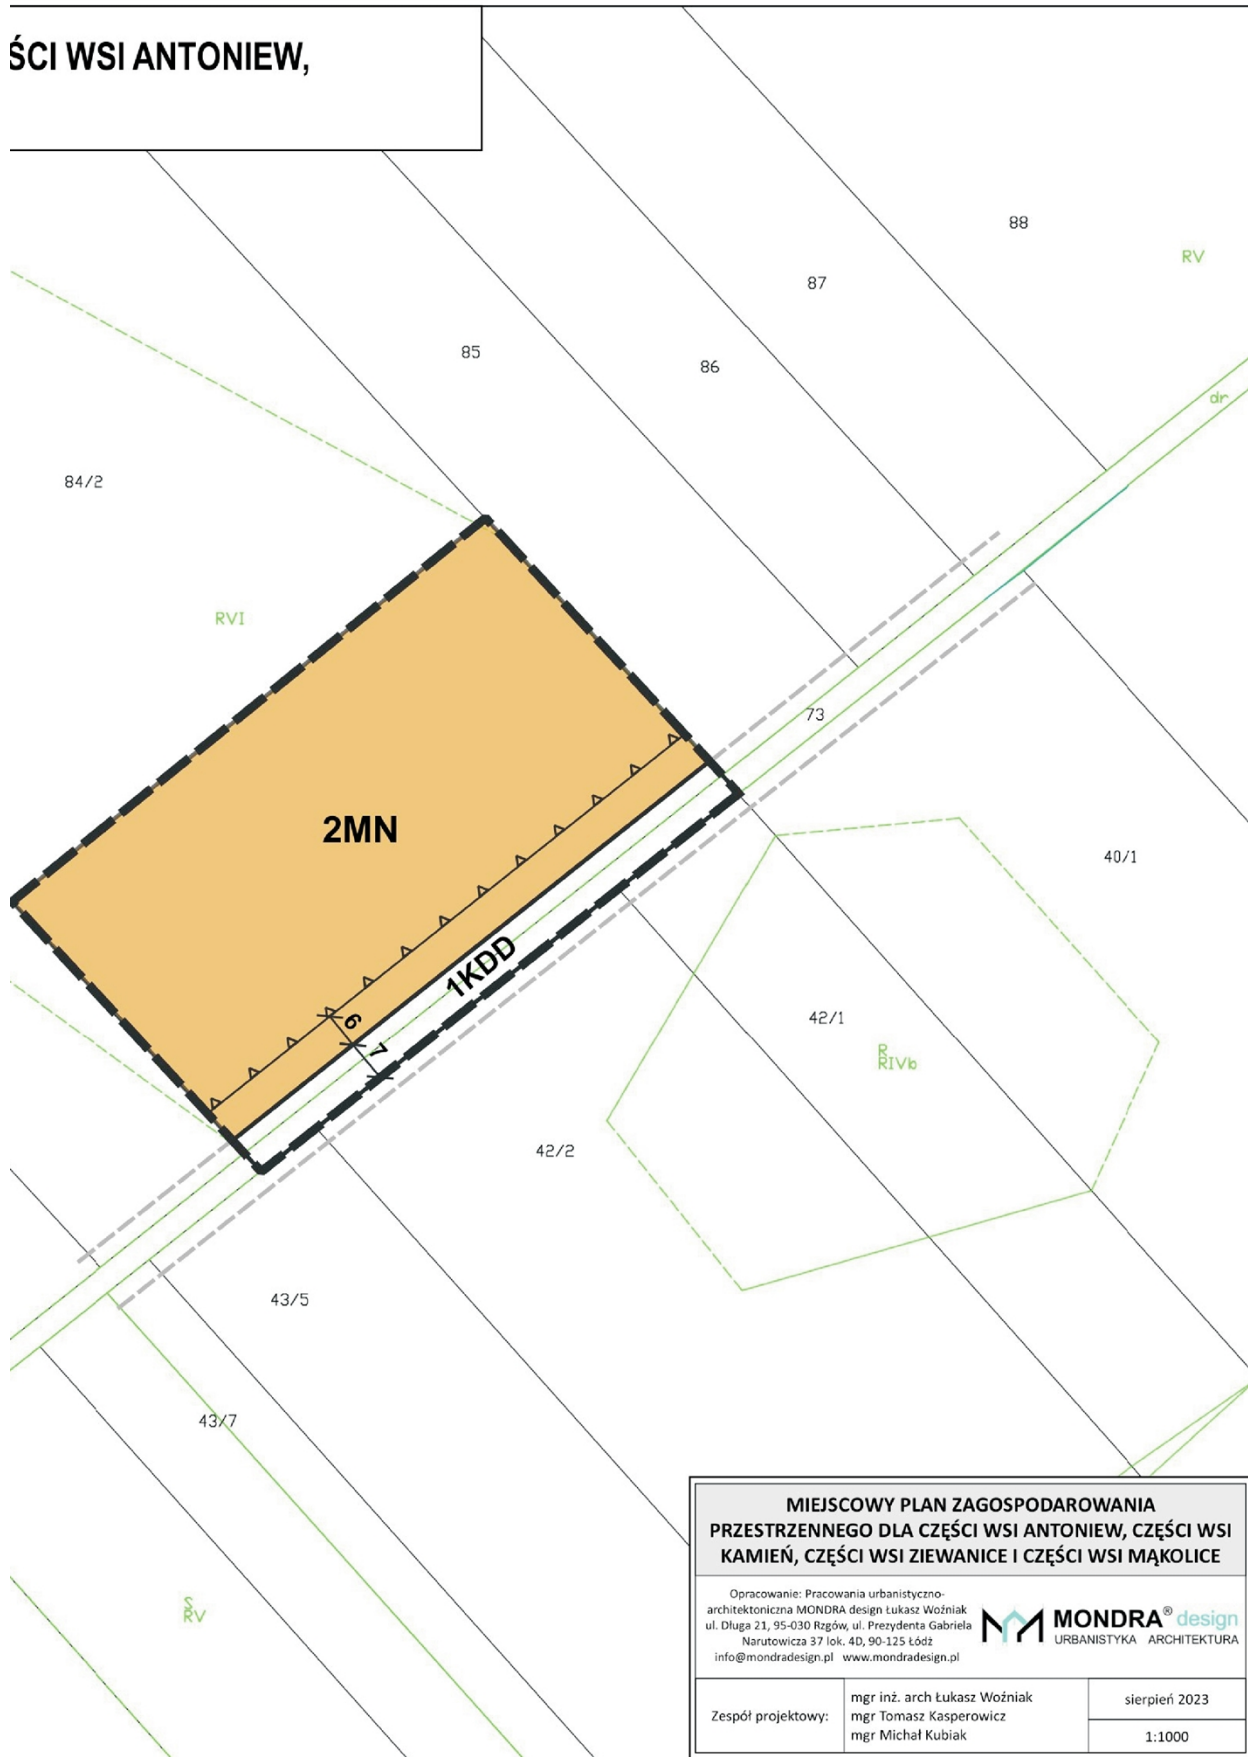 ŚCI WSI ANTONIEW,
88
RV
87
85
86
dr
84/2
RVI
73
2MN
40/1
1KDD
6
7
42/1
R
RIVb
42/2
43/5
43/7
S
RV
MIEJSCOWY PLAN ZAGOSPODAROWANIA
PRZESTRZENNEGO DLA CZĘŚCI WSI ANTONIEW, CZĘŚCI WSI
KAMIEŃ, CZĘŚCI WSI ZIEWANICE I CZĘŚCI WSI MĄKOLICE
Opracowanie: Pracowania urbanistyczno-
architektoniczna MONDRA design Łukasz Woźniak
ul. Długa 21, 95-030 Rzgów, ul. Prezydenta Gabriela
Narutowicza 37 lok. 4D, 90-125 Łódź
info@mondradesign.pl www.mondradesign.pl
MONDRA® design
URBANISTYKA ARCHITEKTURA
Zespół projektowy:
mgr inż. arch Łukasz Woźniak
mgr Tomasz Kasperowicz
mgr Michał Kubiak
sierpień 2023
1:1000